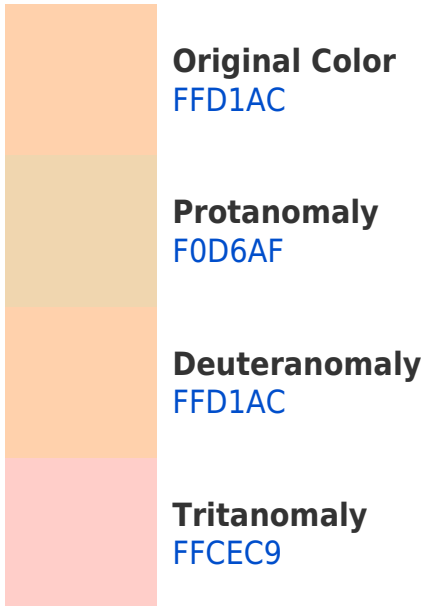 Original Color
FFD1AC
Protanomaly
F0D6AF
Deuteranomaly
FFD1AC
Tritanomaly
FFCEC9